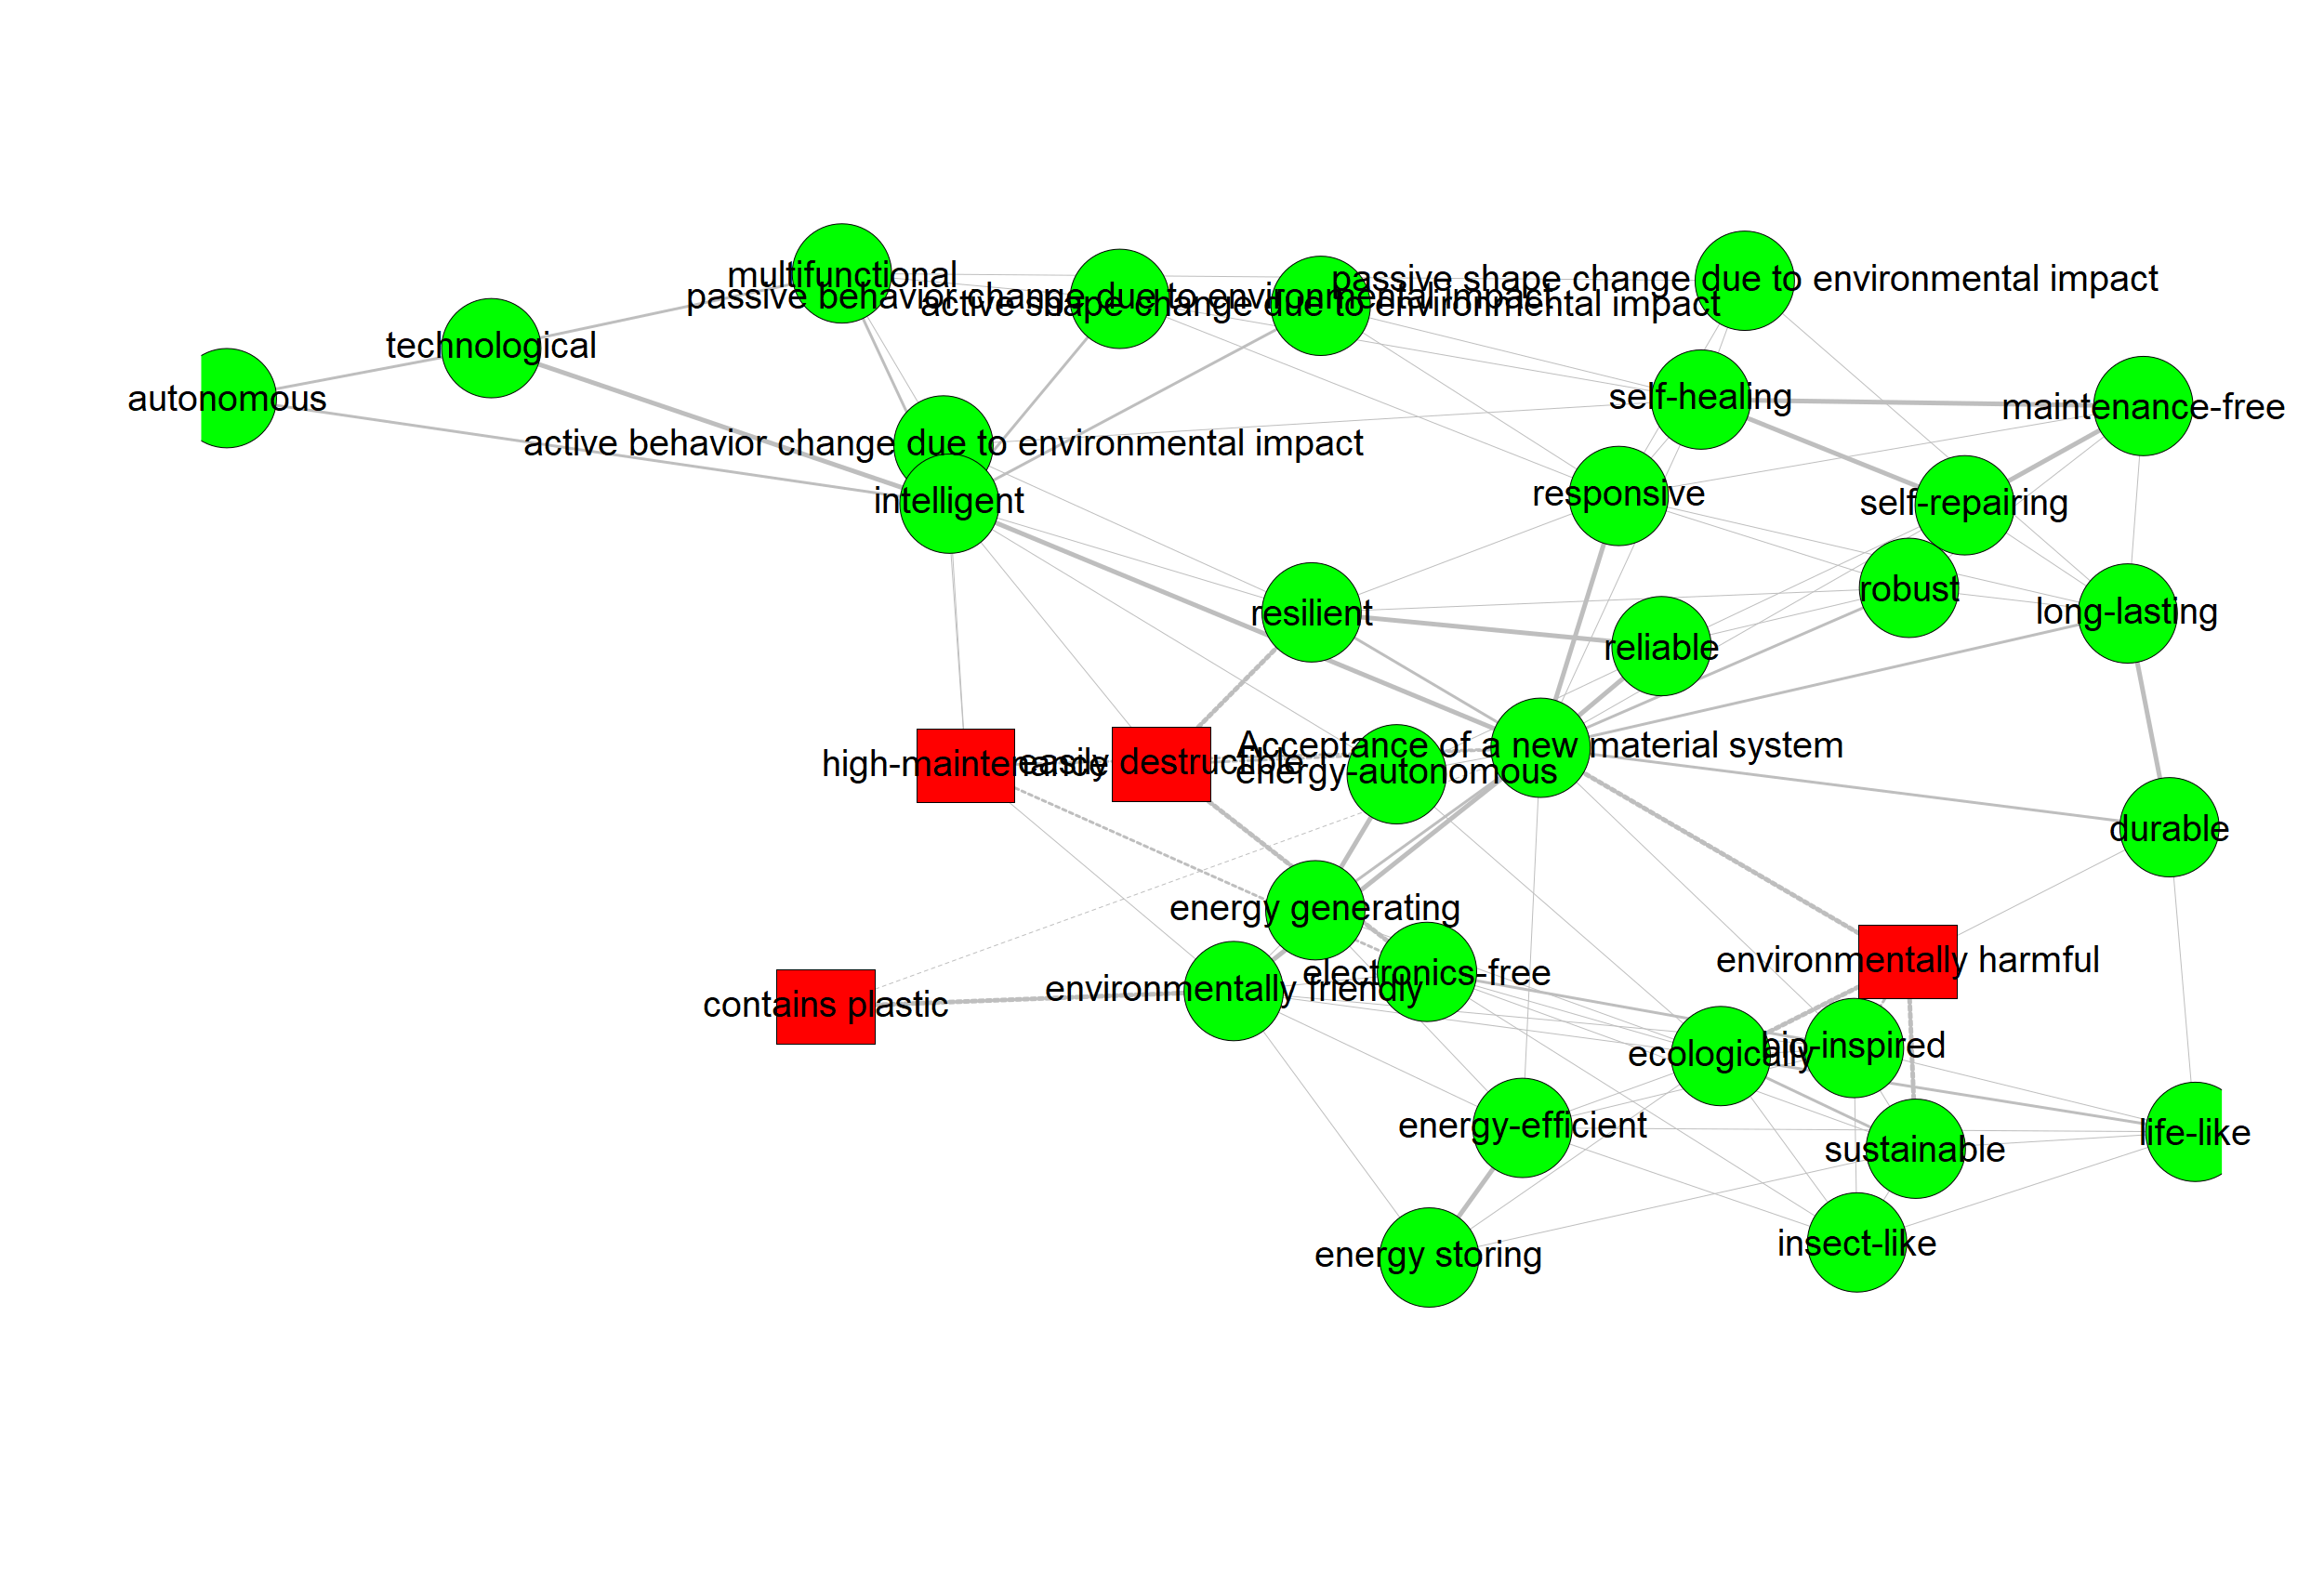 multifunctional
passive shape change due to environmental impact
passive behavior change due to environmental impact
active shape change due to environmental impact
technological
autonomous
self-healing
maintenance-free
active behavior change due to environmental impact
intelligent
responsive
self-repairing
robust
resilient
long-lasting
reliable
Acceptance of a new material system
high-maintenance
easily destructible
energy-autonomous
durable
energy generating
environmentally harmful
electronics-free
environmentally friendly
contains plastic
bio-inspired
ecologically
energy-efficient
life-like
sustainable
insect-like
energy storing